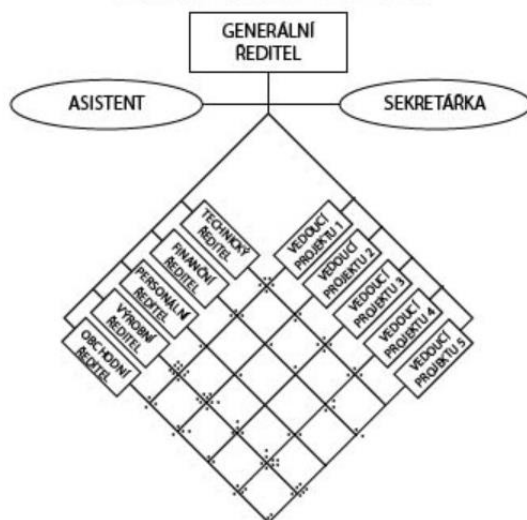 GENERÁLNÍ
ŘEDITEL
ASISTENT
SEKRETÁŘKA
TECHNICKÝ
ŘEDITEL
FINANČNÍ
ŘEDITEL
PERSONÁLNÍ
ŘEDITEL
VÝROBNÍ
ŘEDITEL
OBCHODNÍ
ŘEDITEL
VEDOUCÍ
PROJEKTU 1
VEDOUCÍ
PROJEKTU 2
VEDOUCÍ
PROJEKTU 3
VEDOUCÍ
PROJEKTU 4
VEDOUCÍ
PROJEKTU 5